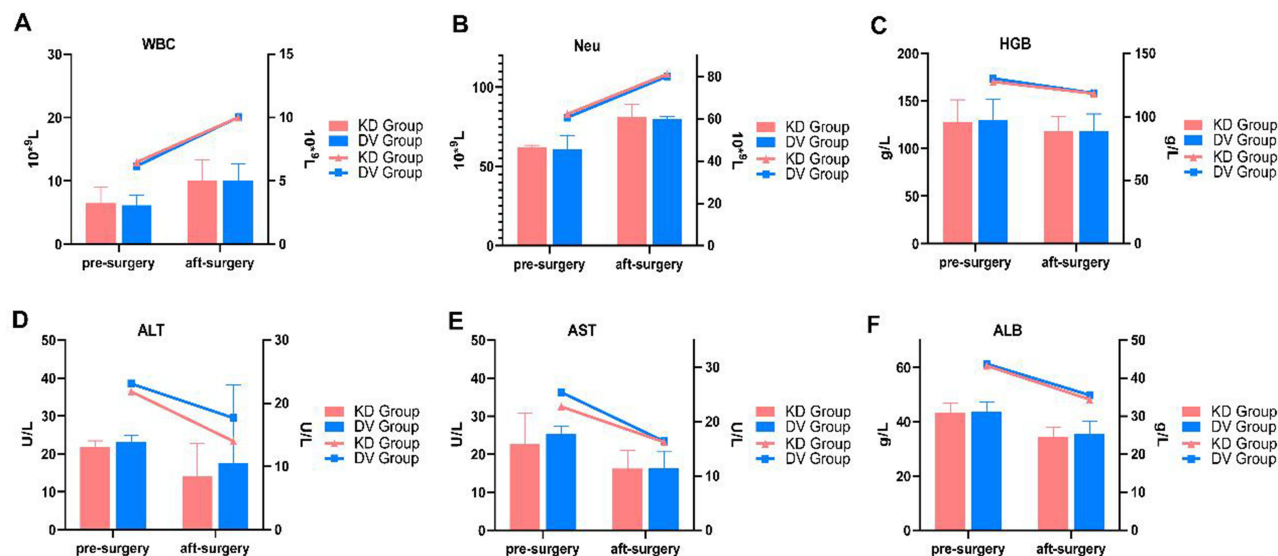 A
WBC
30
20
10
0
10*⁹L
15
10
5
0
10*⁹L
pre-surgery
aft-surgery
KD Group
DV Group
KD Group
DV Group
B
Neu
100
50
0
10*⁹L
80
60
40
20
0
10*⁹L
pre-surgery
aft-surgery
KD Group
DV Group
KD Group
DV Group
C
HGB
200
150
100
50
0
g/L
150
100
50
0
g/L
pre-surgery
aft-surgery
KD Group
DV Group
KD Group
DV Group
D
ALT
50
40
30
20
10
0
U/L
30
20
10
0
U/L
pre-surgery
aft-surgery
KD Group
DV Group
KD Group
DV Group
E
AST
50
40
30
20
10
0
U/L
30
20
10
0
U/L
pre-surgery
aft-surgery
KD Group
DV Group
KD Group
DV Group
F
ALB
60
40
20
0
g/L
50
40
30
20
10
0
g/L
pre-surgery
aft-surgery
KD Group
DV Group
KD Group
DV Group